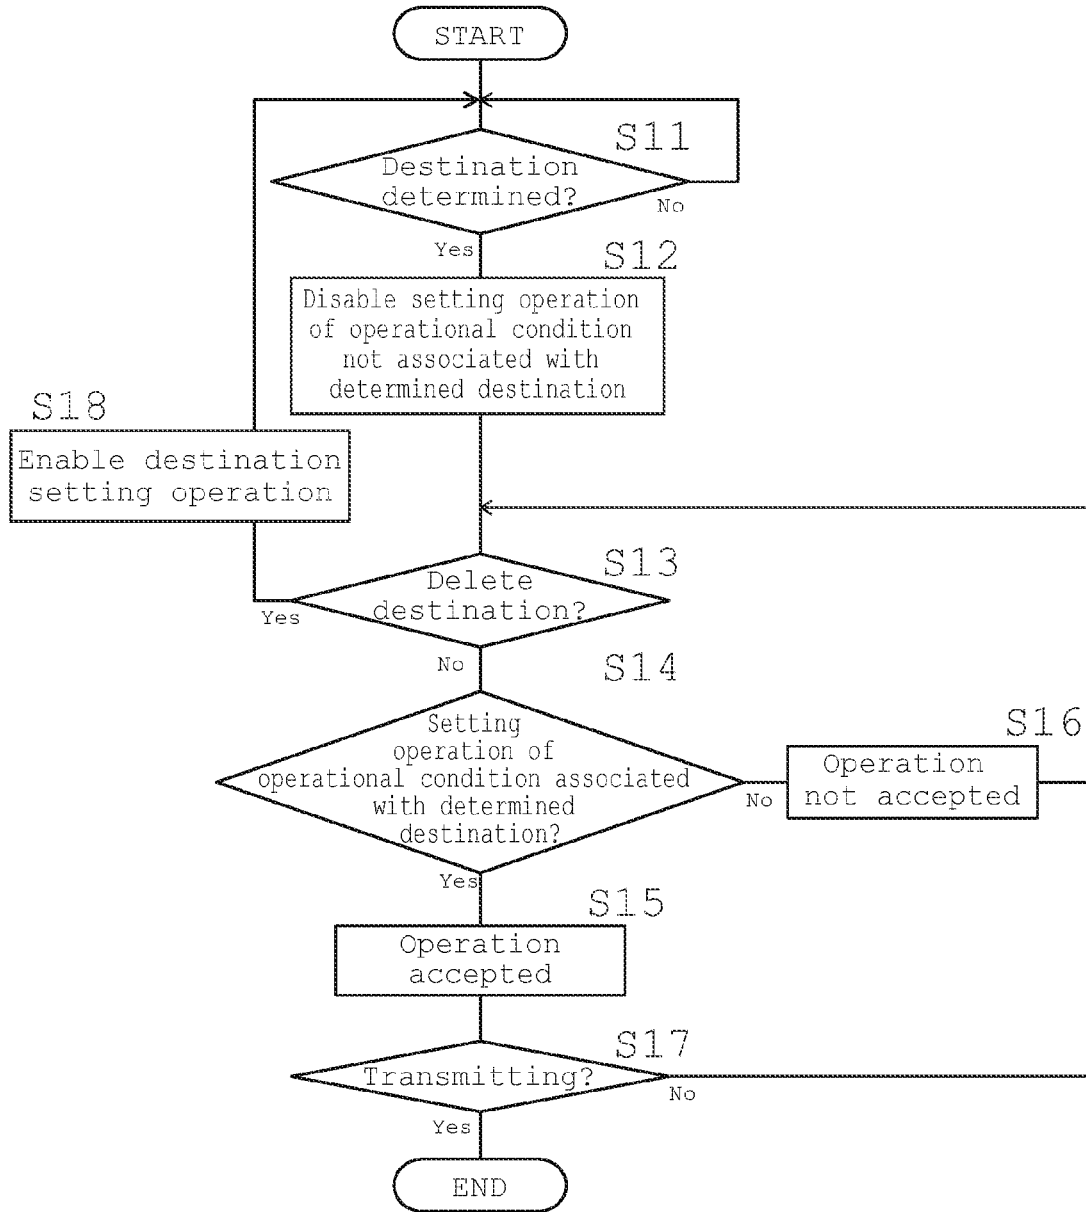 START
S11
Destination
determined?
No
Yes
S12
Disable setting operation
of operational condition
not associated with
determined destination
S18
Enable destination
setting operation
S13
Delete
destination?
Yes
No
S14
Setting
operation of
operational condition associated
with determined
destination?
No
S16
Operation
not accepted
Yes
S15
Operation
accepted
S17
Transmitting?
No
Yes
END